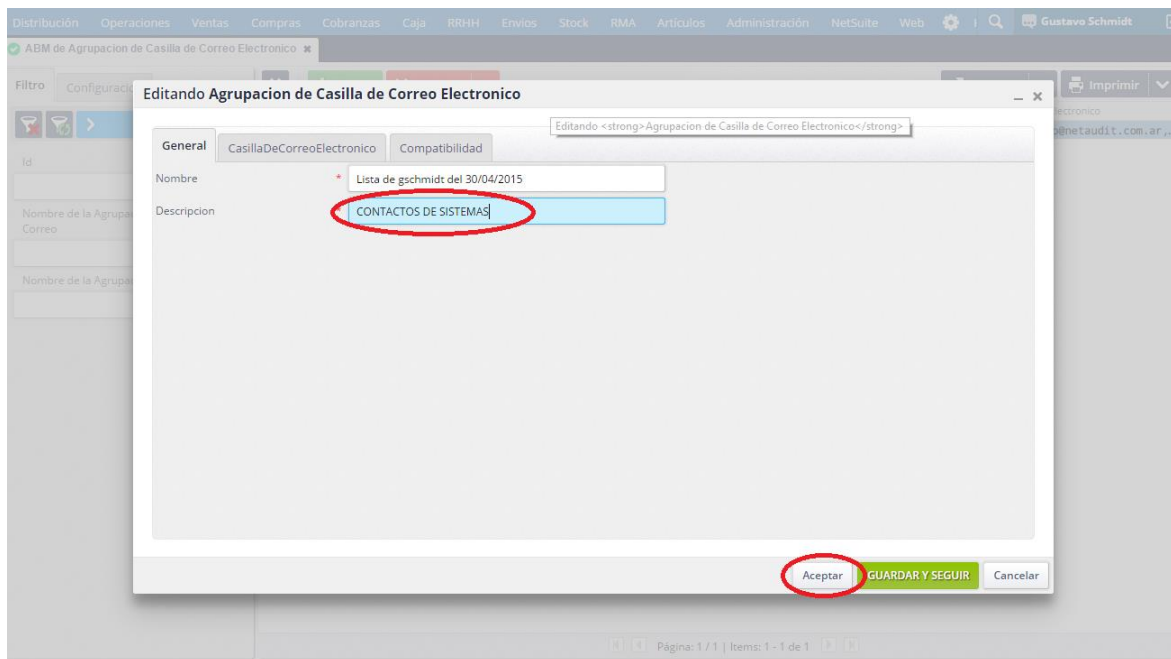 Distribución Operaciones Ventas Compras Cobranzas Caja RRHH Envios Stock RMA Artículos Administración NetSuite Web Gustavo Schmidt
ABM de Agrupacion de Casilla de Correo Electronico
Filtro
Imprimir
Editando Agrupacion de Casilla de Correo Electronico
Editando <strong>Agrupacion de Casilla de Correo Electronico</strong>
@netaudit.com.ar,
General CasillaDeCorreoElectronico Compatibilidad
Id
Nombre * Lista de gschmidt del 30/04/2015
Descripcion * CONTACTOS DE SISTEMAS
Nombre de la
Correo
Nombre de la
Aceptar GUARDAR Y SEGUIR Cancelar
Página: 1 / 1 | Items: 1 - 1 de 1